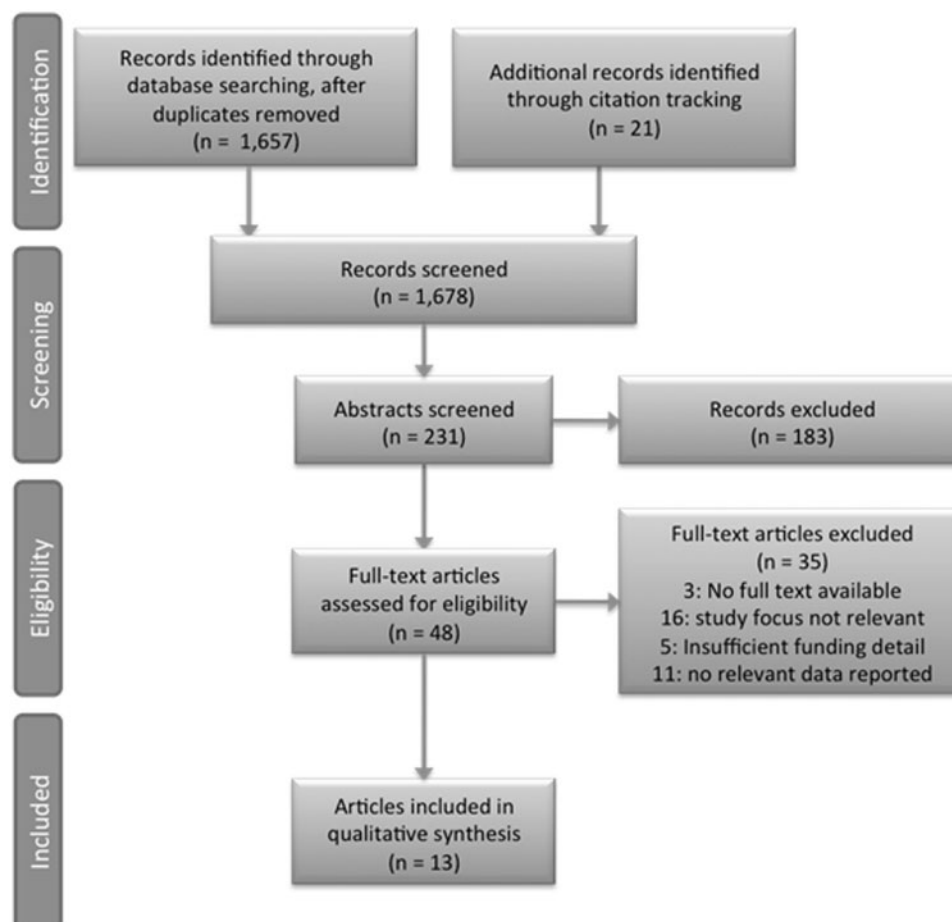 Identification
Records identified through
database searching, after
duplicates removed
(n = 1,657)
Additional records identified
through citation tracking
(n = 21)
Screening
Records screened
(n = 1,678)
Abstracts screened
(n = 231)
Records excluded
(n = 183)
Eligibility
Full-text articles
assessed for eligibility
(n = 48)
Full-text articles excluded
(n = 35)
3: No full text available
16: study focus not relevant
5: Insufficient funding detail
11: no relevant data reported
Included
Articles included in
qualitative synthesis
(n = 13)